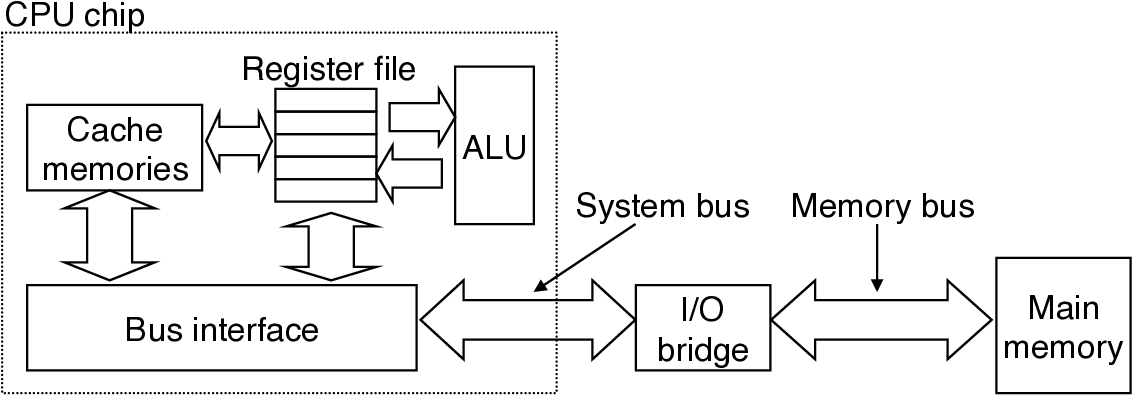 CPU chip
Register file
Cache
memories
ALU
System bus
Memory bus
Bus interface
I/O
bridge
Main
memory